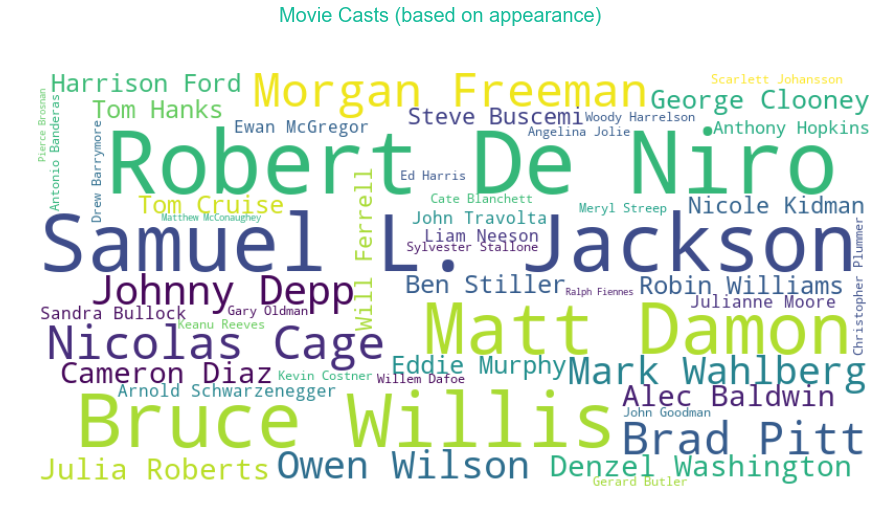 Movie Casts (based on appearance)
Harrison Ford
Morgan Freeman
Scarlett Johansson
Pierce Brosnan
Antonio Banderas
Tom Hanks
Steve Buscemi
Woody Harrelson
George Clooney
Drew Barrymore
Ewan McGregor
Angelina Jolie
Anthony Hopkins
Robert De Niro
Ed Harris
Tom Cruise
Will Ferrell
Cate Blanchett
Meryl Streep
Nicole Kidman
Matthew McConaughey
John Travolta
Samuel L. Jackson
Liam Neeson
Sylvester Stallone
Christopher Plummer
Johnny Depp
Ben Stiller
Ralph Fiennes
Robin Williams
Julianne Moore
Sandra Bullock
Gary Oldman
Keanu Reeves
Matt Damon
Nicolas Cage
Eddie Murphy
Mark Wahlberg
Cameron Diaz
Kevin Costner
Willem Dafoe
Arnold Schwarzenegger
Alec Baldwin
Bruce Willis
John Goodman
Brad Pitt
Julia Roberts
Owen Wilson
Denzel Washington
Gerard Butler